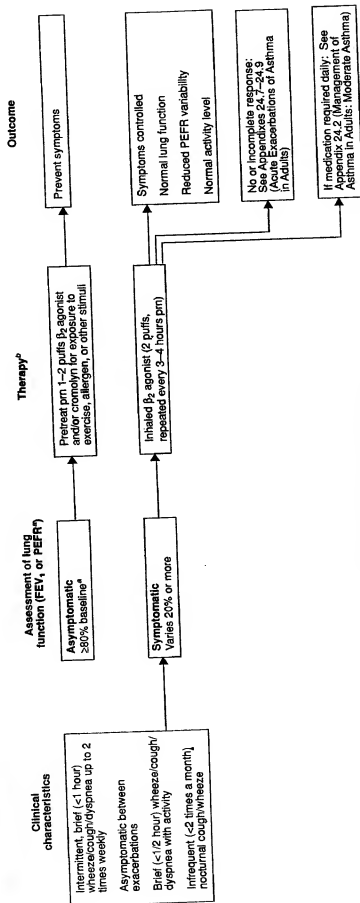 Clinical
characteristics
Intermittent, brief (<1 hour)
wheeze/cough/dyspnea up to 2
times weekly
Asymptomatic between
exacerbations
Brief (<1/2 hour) wheeze/cough/
dyspnea with activity
Infrequent (<2 times a month)
nocturnal cough/wheeze
Assessment of lung
function (FEV₁ or PEFRᵃ)
Asymptomatic
≥80% baselineᵃ
Symptomatic
Varies 20% or more
Therapyᵇ
Pretreat prn 1–2 puffs β₂ agonist
and/or cromolyn for exposure to
exercise, allergen, or other stimuli
Inhaled β₂ agonist (2 puffs,
repeated every 3–4 hours prn)
Outcome
Prevent symptoms
Symptoms controlled
Normal lung function
Reduced PEFR variability
Normal activity level
No or incomplete response:
See Appendixes 24.7–24.9
(Acute Exacerbations of Asthma
in Adults)
If medication required daily: See
Appendix 24.2 (Management of
Asthma in Adults: Moderate Asthma)